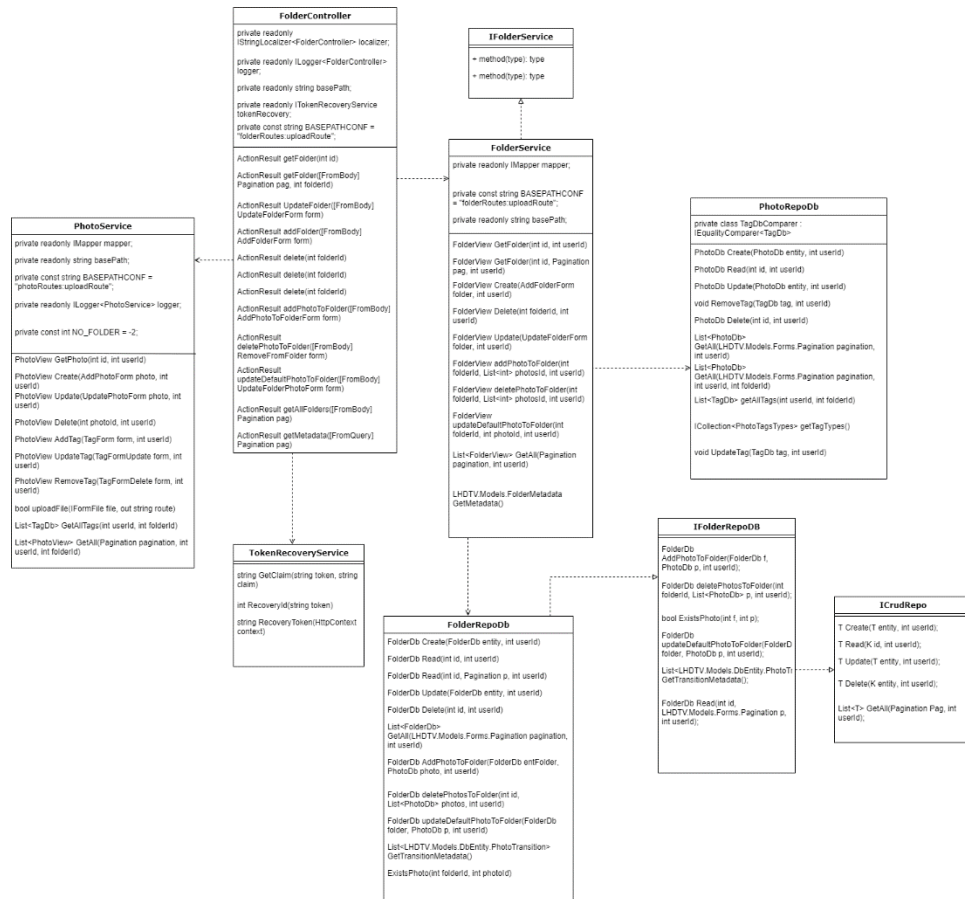 FolderController
private readonly
IStringLocalizer<FolderController> localizer;
private readonly ILogger<FolderController>
logger;
private readonly string basePath;
private readonly ITokenRecoveryService
tokenRecovery;
private const string BASEPATHCONF =
"folderRoutes:uploadRoute";
ActionResult getFolder(int id)
ActionResult getFolder([FromBody]
Pagination pag, int folderId)
ActionResult UpdateFolder([FromBody]
UpdateFolderForm form)
ActionResult addFolder([FromBody]
AddFolderForm form)
ActionResult delete(int folderId)
ActionResult delete(int folderId)
ActionResult delete(int folderId)
ActionResult addPhotoToFolder([FromBody]
AddPhotoToFolderForm form)
ActionResult
deletePhotoToFolder([FromBody]
RemoveFromFolder form)
ActionResult
updateDefaultPhotoToFolder([FromBody]
UpdateFolderPhotoForm form)
ActionResult getAllFolders([FromBody]
Pagination pag)
ActionResult getMetadata([FromQuery]
Pagination pag)
IFolderService
+ method(type): type
+ method(type): type
FolderService
private readonly IMapper mapper;
private const string BASEPATHCONF
= "folderRoutes:uploadRoute";
private readonly string basePath;
FolderView GetFolder(int id, int userId)
FolderView GetFolder(int id, Pagination
pag, int userId)
FolderView Create(AddFolderForm
folder, int userId)
FolderView Delete(int folderId, int
userId)
FolderView Update(UpdateFolderForm
folder, int userId)
FolderView addPhotoToFolder(int
folderId, List<int> photosId, int userId)
FolderView deletePhotoToFolder(int
folderId, List<int> photosId, int userId)
FolderView
updateDefaultPhotoToFolder(int
folderId, int photoId, int userId)
List<FolderView> GetAll(Pagination
pagination, int userId)
LHDTV.Models.FolderMetadata
GetMetadata()
PhotoService
private readonly IMapper mapper;
private readonly string basePath;
private const string BASEPATHCONF =
"photoRoutes:uploadRoute";
private readonly ILogger<PhotoService> logger;
private const int NO_FOLDER = -2;
PhotoView GetPhoto(int id, int userId)
PhotoView Create(AddPhotoForm photo, int
userId)
PhotoView Update(UpdatePhotoForm photo, int
userId)
PhotoView Delete(int photoId, int userId)
PhotoView AddTag(TagForm form, int userId)
PhotoView UpdateTag(TagFormUpdate form, int
userId)
PhotoView RemoveTag(TagFormDelete form, int
userId)
bool uploadFile(IFormFile file, out string route)
List<TagDb> GetAllTags(int userId, int folderId)
List<PhotoView> GetAll(Pagination pagination, int
userId, int folderId)
PhotoRepoDb
private class TagDbComparer :
IEqualityComparer<TagDb>
PhotoDb Create(PhotoDb entity, int userId)
PhotoDb Read(int id, int userId)
PhotoDb Update(PhotoDb entity, int userId)
void RemoveTag(TagDb tag, int userId)
PhotoDb Delete(int id, int userId)
List<PhotoDb>
GetAll(LHDTV.Models.Forms.Pagination pagination,
int userId)
List<PhotoDb>
GetAll(LHDTV.Models.Forms.Pagination pagination,
int userId, int folderId)
List<TagDb> getAllTags(int userId, int folderId)
ICollection<PhotoTagsTypes> getTagTypes()
void UpdateTag(TagDb tag, int userId)
TokenRecoveryService
string GetClaim(string token, string
claim)
int RecoveryId(string token)
string RecoveryToken(HttpContext
context)
FolderRepoDb
FolderDb Create(FolderDb entity, int userId)
FolderDb Read(int id, int userId)
FolderDb Read(int id, Pagination p, int userId)
FolderDb Update(FolderDb entity, int userId)
FolderDb Delete(int id, int userId)
List<FolderDb>
GetAll(LHDTV.Models.Forms.Pagination pagination,
int userId)
FolderDb AddPhotoToFolder(FolderDb entFolder,
PhotoDb photo, int userId)
FolderDb deletePhotosToFolder(int id,
List<PhotoDb> photos, int userId)
FolderDb updateDefaultPhotoToFolder(FolderDb
folder, PhotoDb p, int userId)
List<LHDTV.Models.DbEntity.PhotoTransition>
GetTransitionMetadata()
ExistsPhoto(int folderId, int photoId)
IFolderRepoDB
FolderDb
AddPhotoToFolder(FolderDb f,
PhotoDb p, int userId);
FolderDb deletePhotosToFolder(int
folderId, List<PhotoDb> p, int userId);
bool ExistsPhoto(int f, int p);
FolderDb
updateDefaultPhotoToFolder(FolderD
folder, PhotoDb p, int userId);
List<LHDTV.Models.DbEntity.PhotoTr
GetTransitionMetadata();
FolderDb Read(int id,
LHDTV.Models.Forms.Pagination p,
int userId);
ICrudRepo
T Create(T entity, int userId);
T Read(K id, int userId);
T Update(T entity, int userId);
T Delete(K entity, int userId);
List<T> GetAll(Pagination Pag, int
userId);